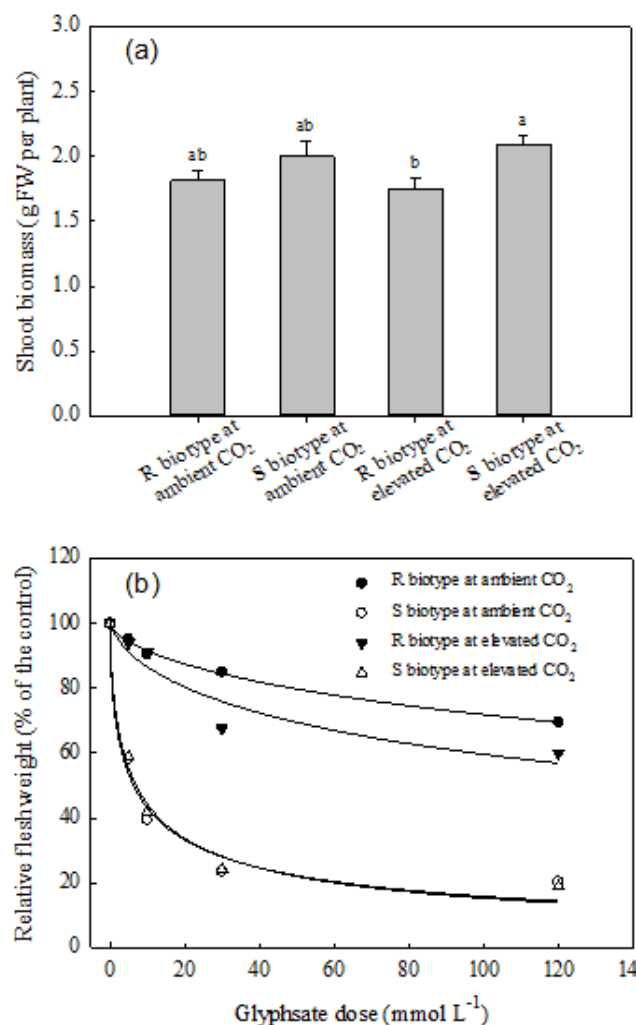 (a)
Shoot biomass (g FW per plant)
3.0
2.5
2.0
1.5
1.0
0.5
0.0
ab
ab
b
a
R biotype at
ambient CO2
S biotype at
ambient CO2
R biotype at
elevated CO2
S biotype at
elevated CO2
(b)
Relative flesh weight (% of the control)
120
100
80
60
40
20
0
R biotype at ambient CO2
S biotype at ambient CO2
R biotype at elevated CO2
S biotype at elevated CO2
0 20 40 60 80 100 120 14
Glyphsate dose (mmol L-1)